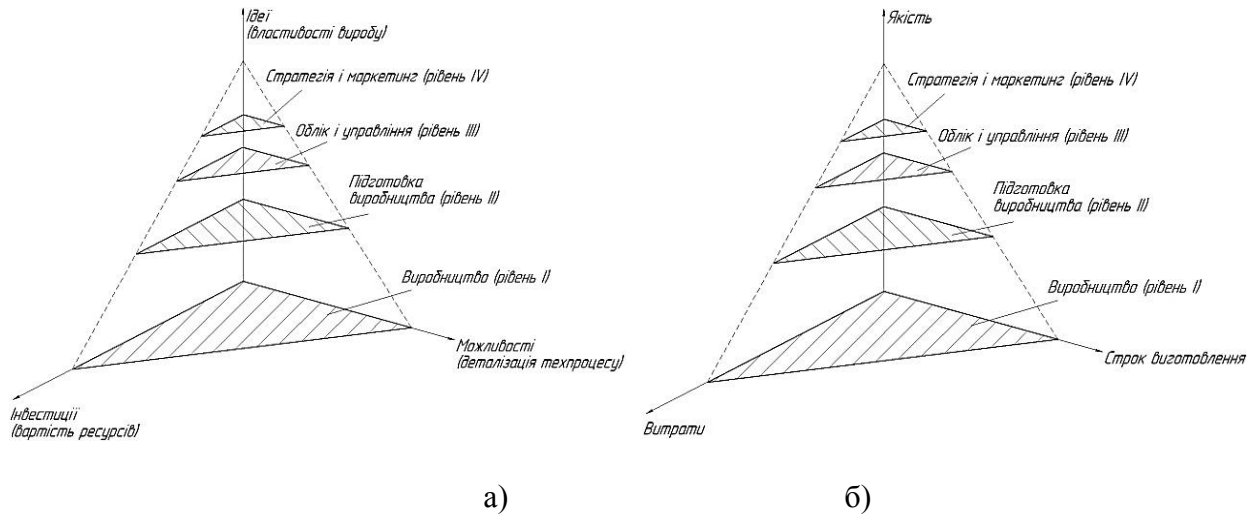 Ідеї
(властивості виробу)
Стратегія і маркетинг (рівень IV)
Облік і управління (рівень III)
Підготовка
виробництва (рівень II)
Виробництво (рівень I)
Можливості
(деталізація техпроцесу)
Інвестиції
(вартість ресурсів)
а)
Якість
Стратегія і маркетинг (рівень IV)
Облік і управління (рівень III)
Підготовка
виробництва (рівень II)
Виробництво (рівень I)
Строк виготовлення
Витрати
б)